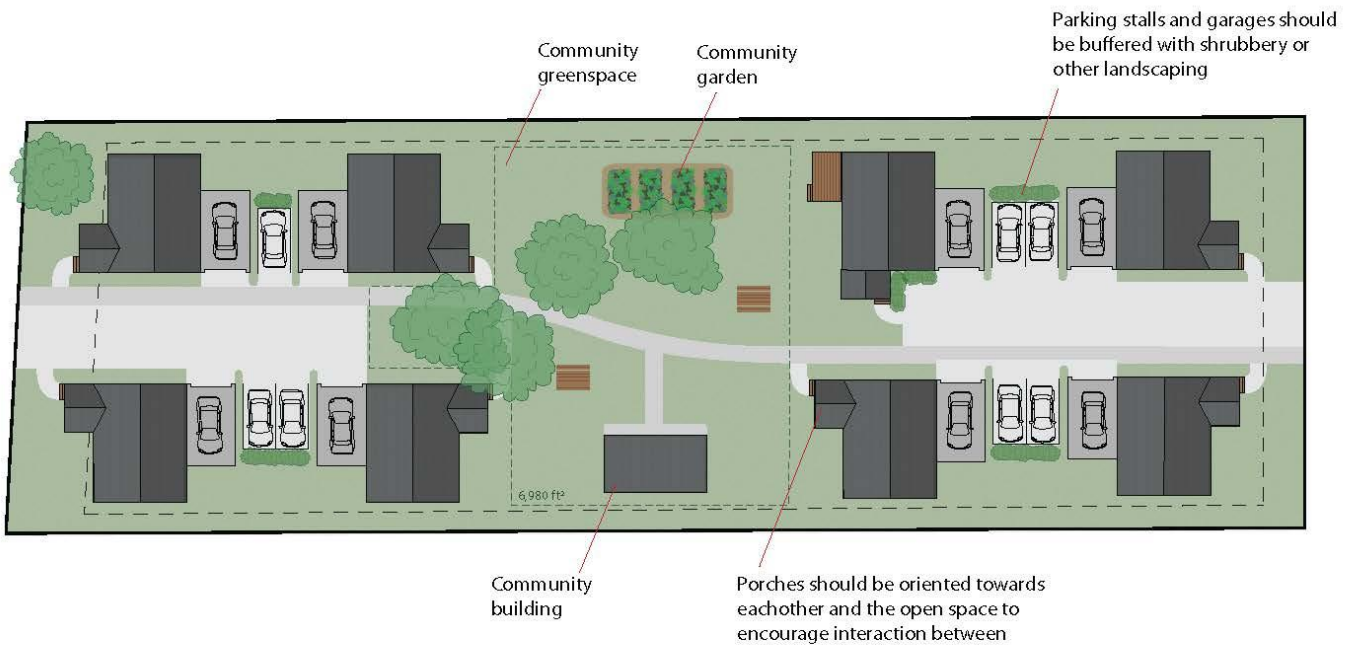 Parking stalls and garages should
be buffered with shrubbery or
other landscaping
Community
greenspace
Community
garden
6,980 ft²
Community
building
Porches should be oriented towards
eachother and the open space to
encourage interaction between